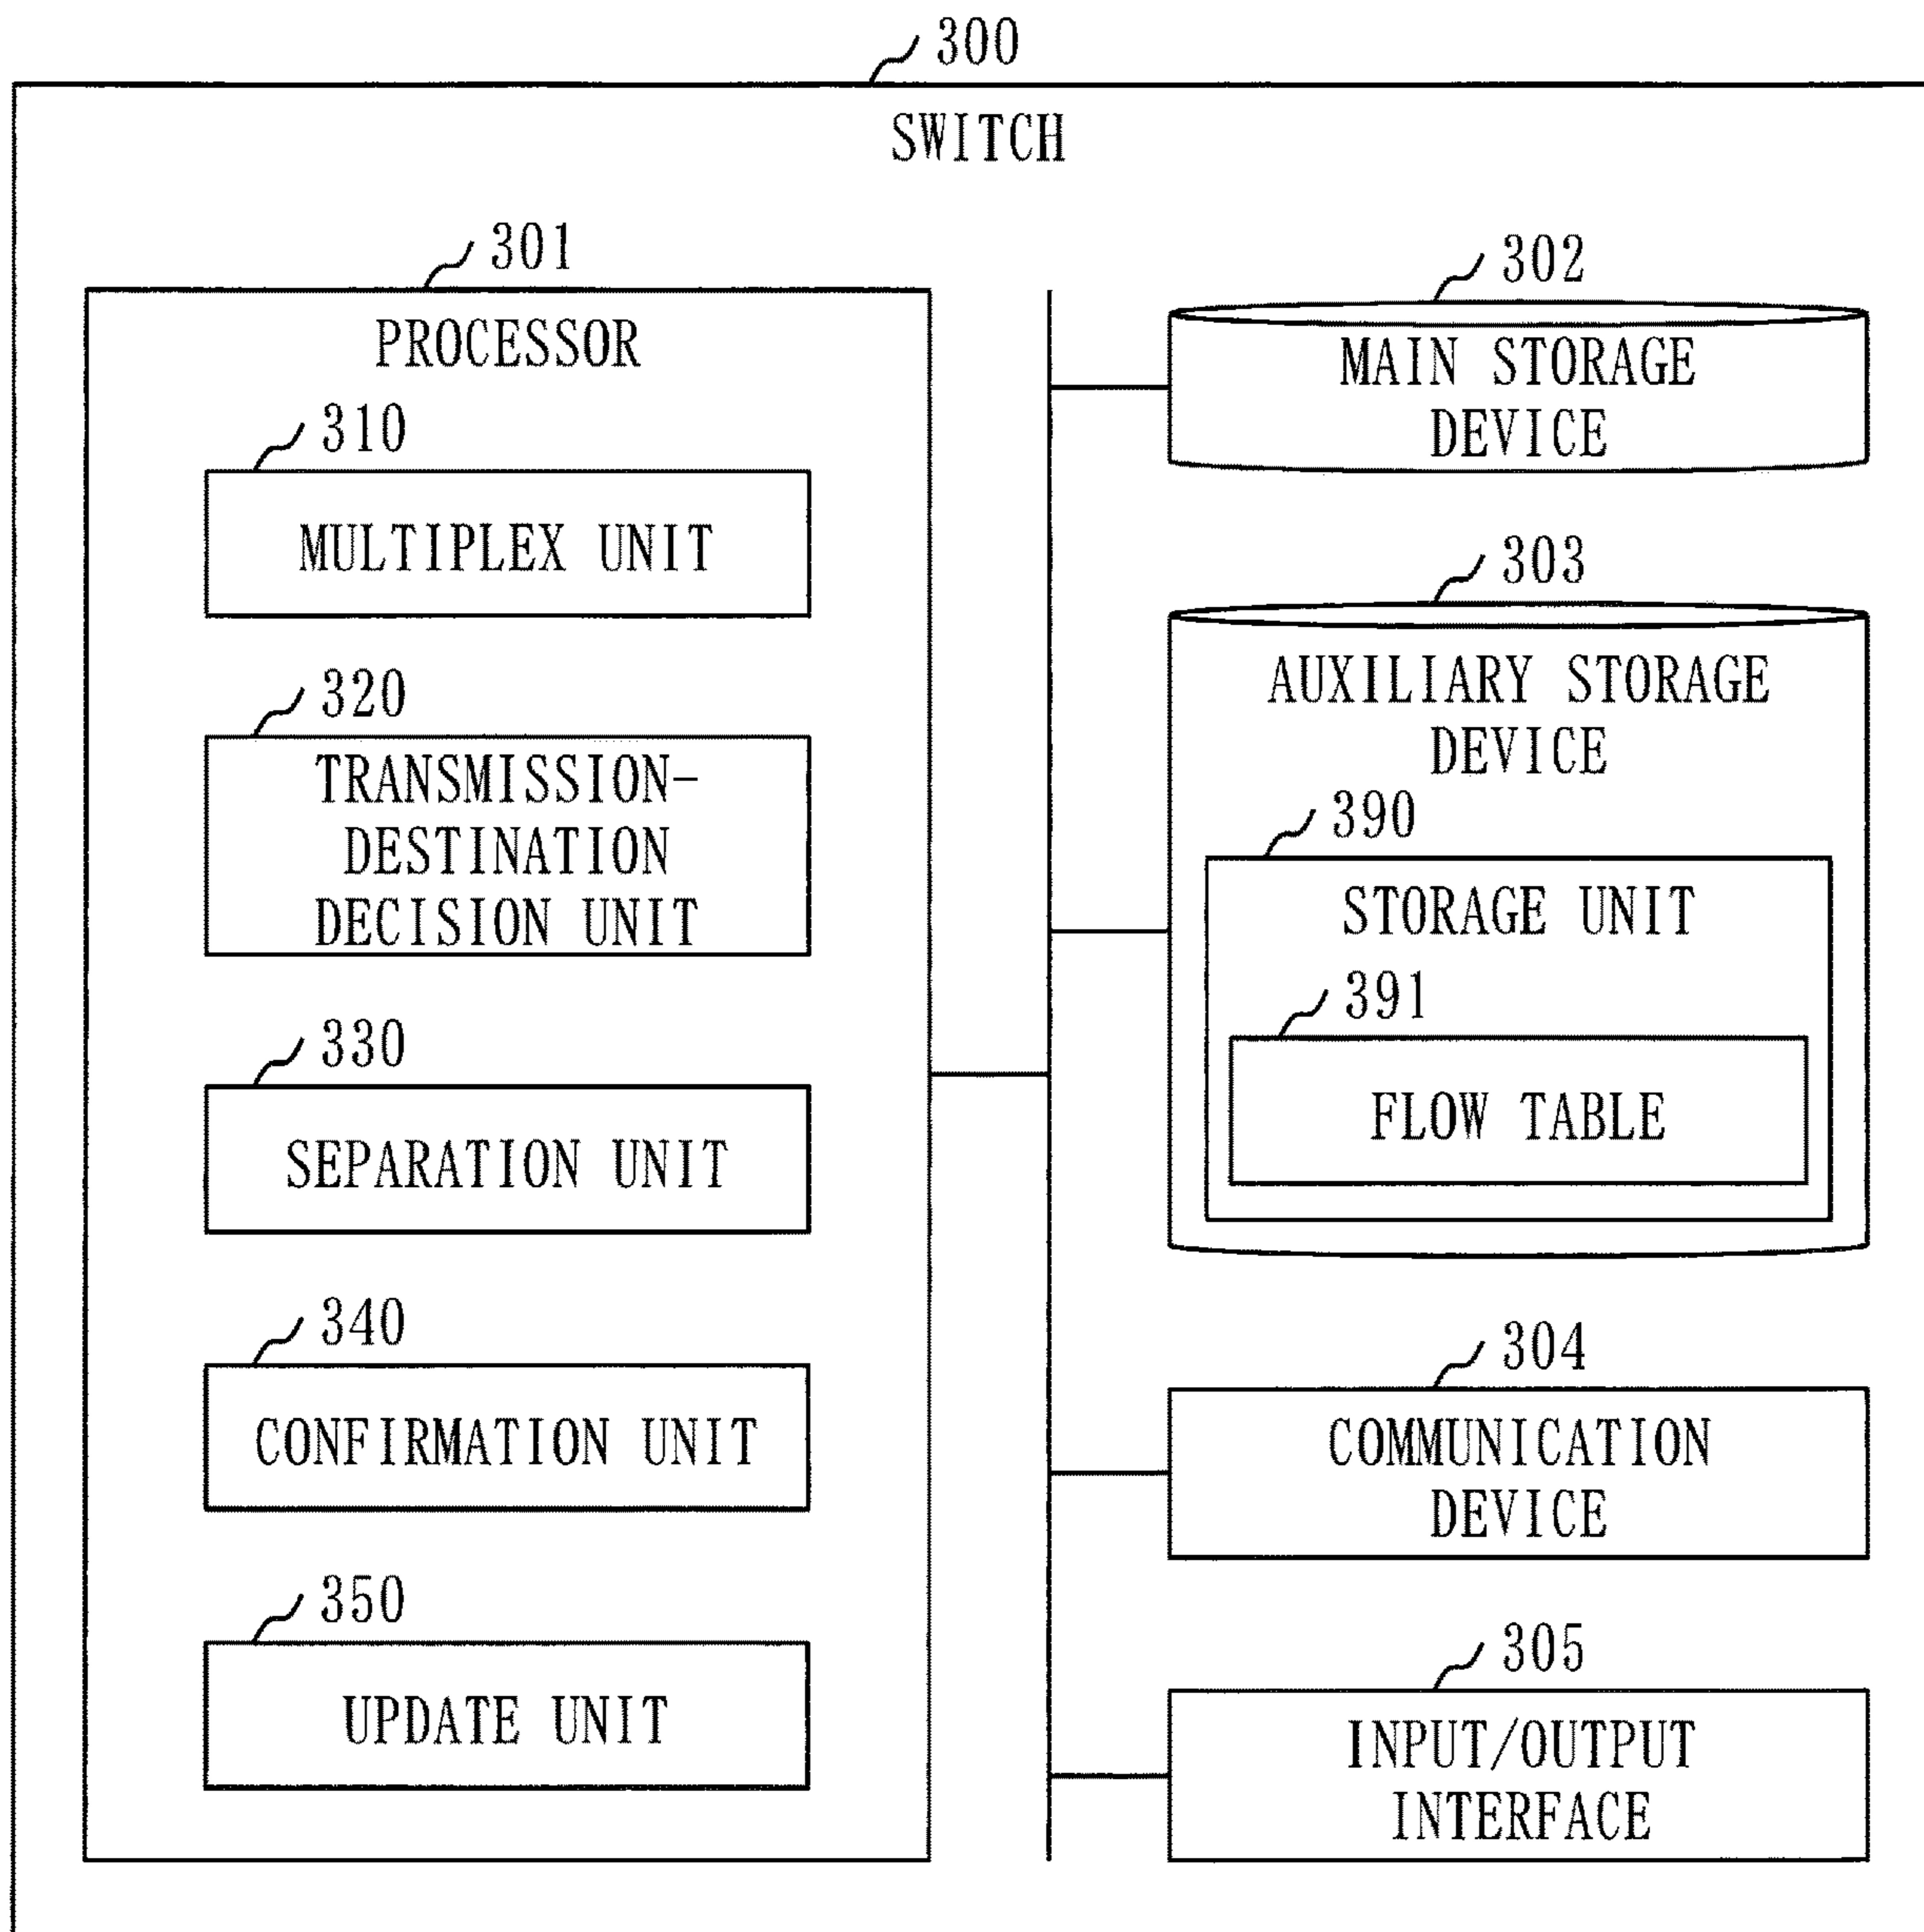 300
SWITCH
301
PROCESSOR
310
MULTIPLEX UNIT
320
TRANSMISSION-
DESTINATION
DECISION UNIT
330
SEPARATION UNIT
340
CONFIRMATION UNIT
350
UPDATE UNIT
302
MAIN STORAGE
DEVICE
303
AUXILIARY STORAGE
DEVICE
390
STORAGE UNIT
391
FLOW TABLE
304
COMMUNICATION
DEVICE
305
INPUT/OUTPUT
INTERFACE